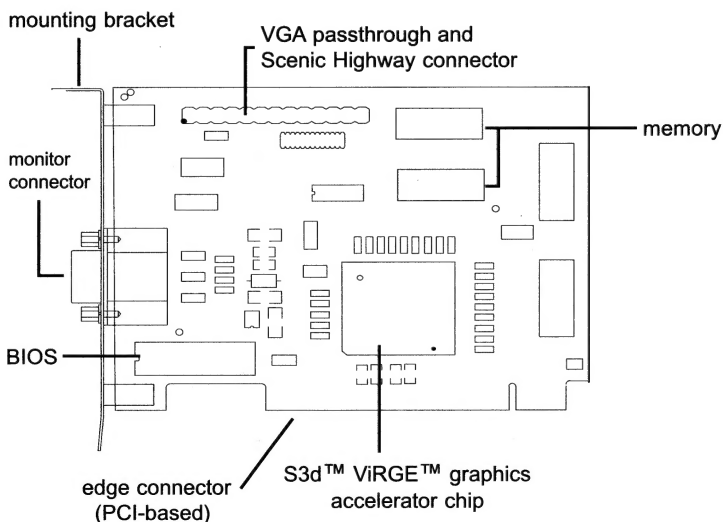 mounting bracket
VGA passthrough and
Scenic Highway connector
memory
monitor
connector
BIOS
edge connector
(PCI-based)
S3d™ ViRGE™ graphics
accelerator chip